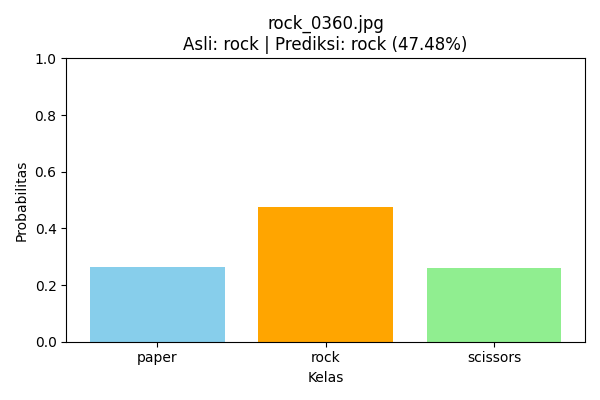 rock_0360.jpg
Asli: rock | Prediksi: rock (47.48%)
1.0
0.8
0.6
0.4
0.2
0.0
Probabilitas
paper rock scissors
Kelas